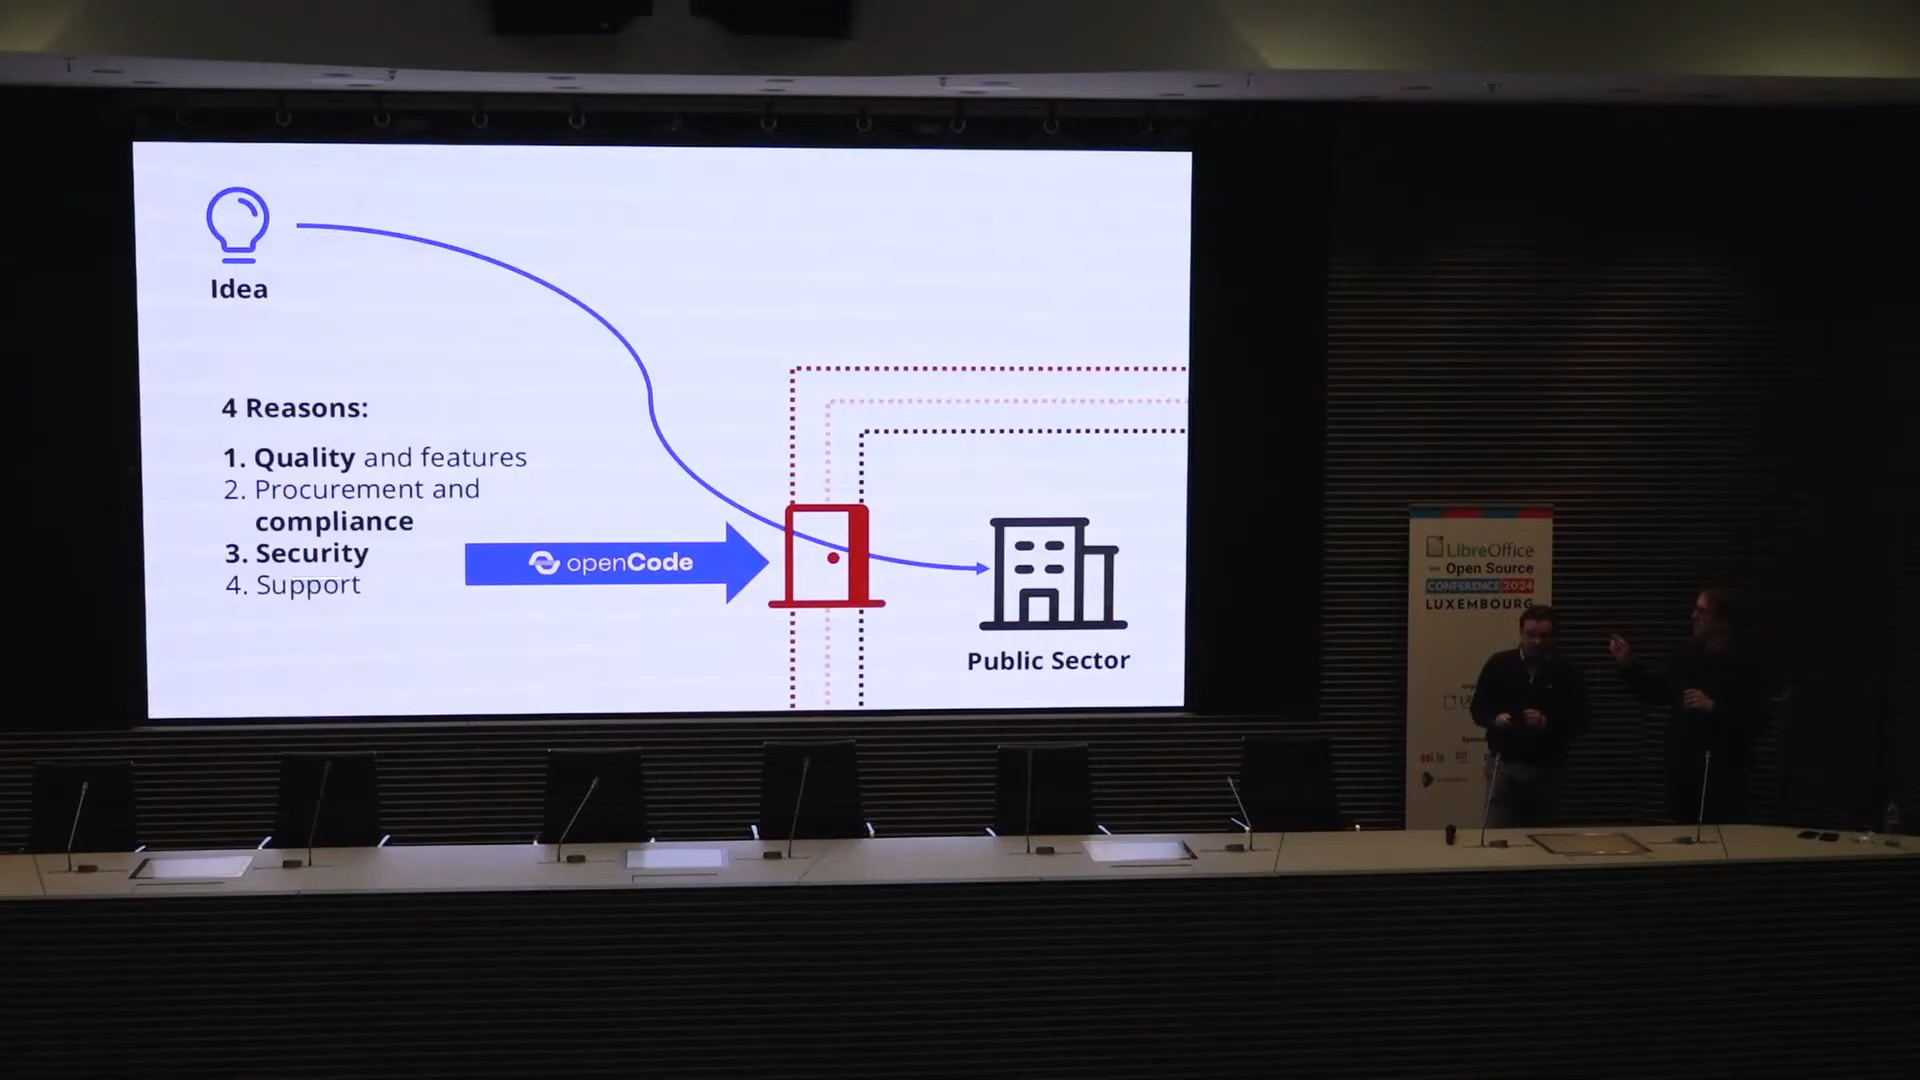 Idea
4 Reasons:
1. Quality and features
2. Procurement and
compliance
3. Security
4. Support
openCode
Public Sector
LibreOffice
Open Source
CONFERENCE 2024
LUXEMBOURG